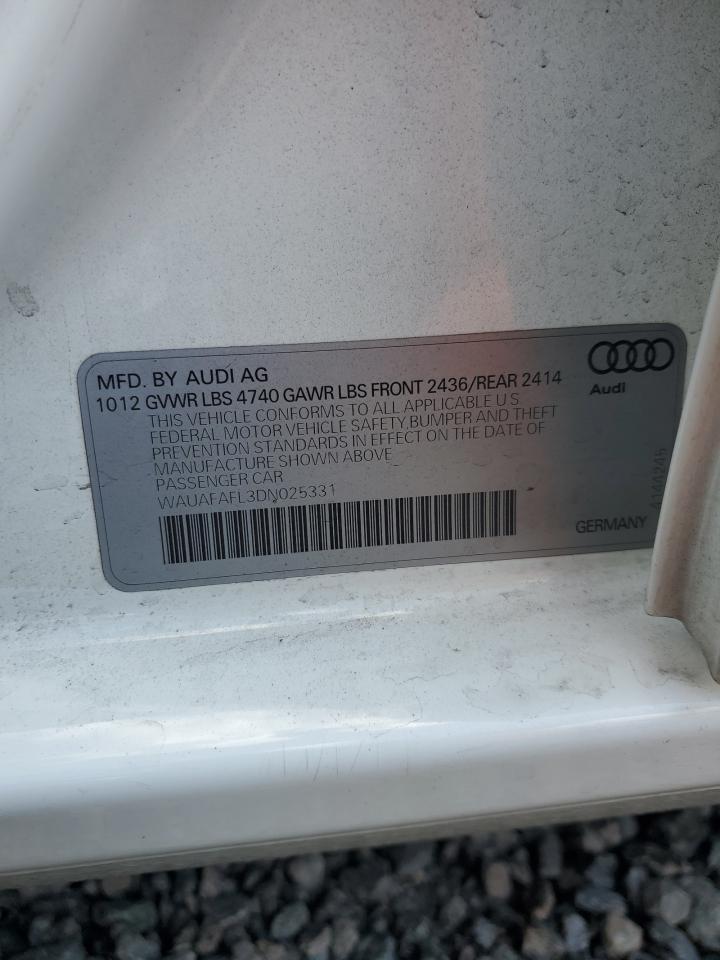 MFD. BY AUDI AG
1012 GVWR LBS 4740 GAWR LBS FRONT 2436/REAR 2414
THIS VEHICLE CONFORMS TO ALL APPLICABLE U S
FEDERAL MOTOR VEHICLE SAFETY,BUMPER AND THEFT
PREVENTION STANDARDS IN EFFECT ON THE DATE OF
MANUFACTURE SHOWN ABOVE
PASSENGER CAR
WAUAFAFL3DN025331
Audi
GERMANY
4144245